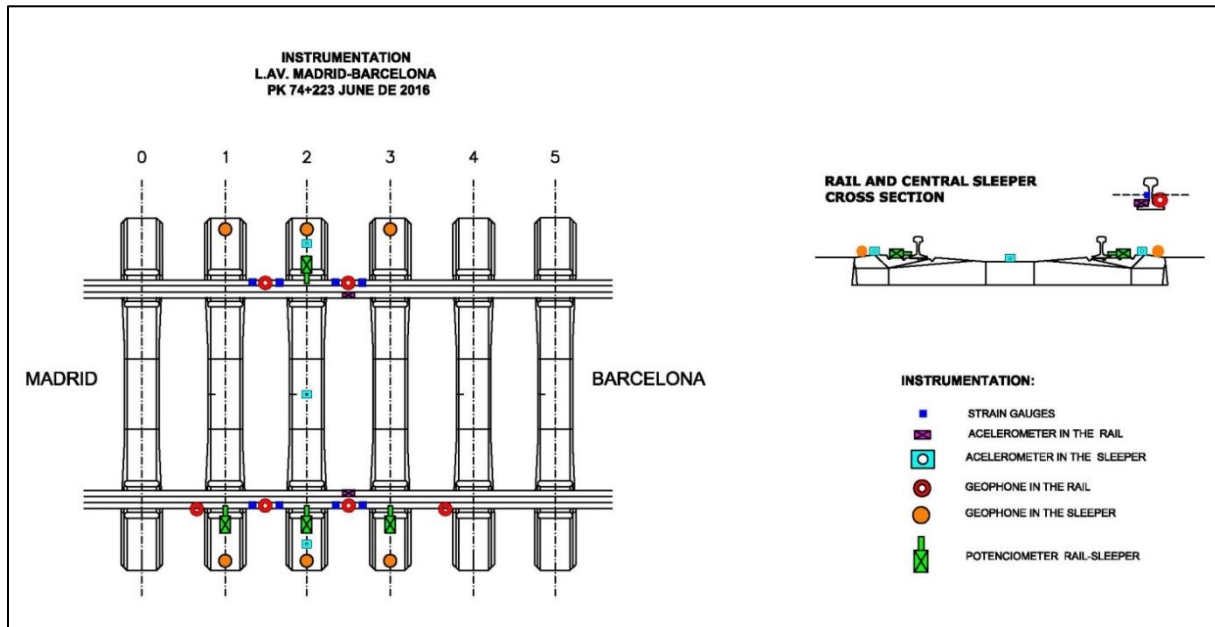 INSTRUMENTATION
L.AV. MADRID-BARCELONA
PK 74+223 JUNE DE 2016
0 1 2 3 4 5
MADRID
BARCELONA
RAIL AND CENTRAL SLEEPER
CROSS SECTION
INSTRUMENTATION:
STRAIN GAUGES
ACELEROMETER IN THE RAIL
ACELEROMETER IN THE SLEEPER
GEOPHONE IN THE RAIL
GEOPHONE IN THE SLEEPER
POTENCIOMETER RAIL-SLEEPER